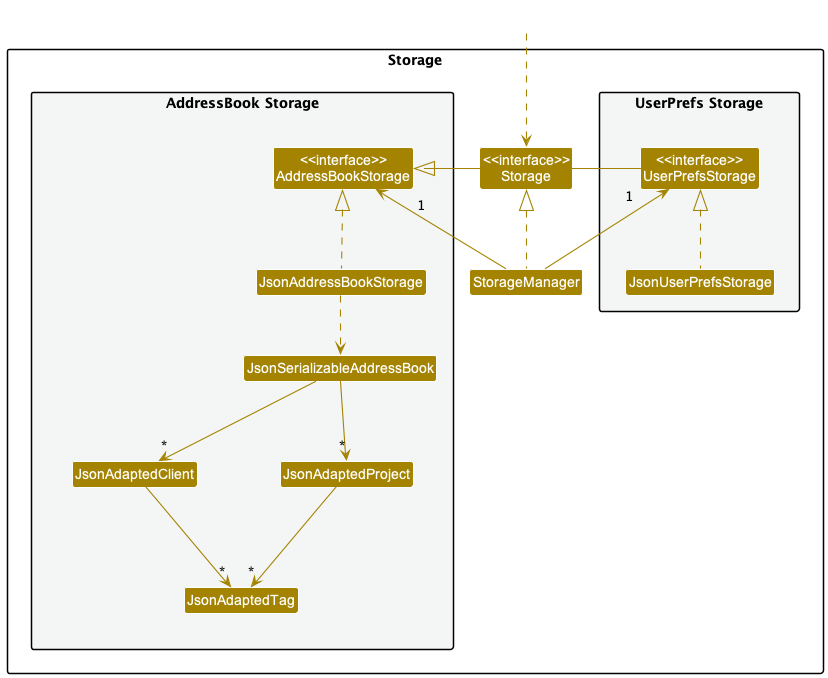 Storage
AddressBook Storage
UserPrefs Storage
<<interface>>
AddressBookStorage
<<interface>>
Storage
<<interface>>
UserPrefsStorage
1
1
JsonAddressBookStorage
StorageManager
JsonUserPrefsStorage
JsonSerializableAddressBook
*
*
JsonAdaptedClient
JsonAdaptedProject
*
*
JsonAdaptedTag